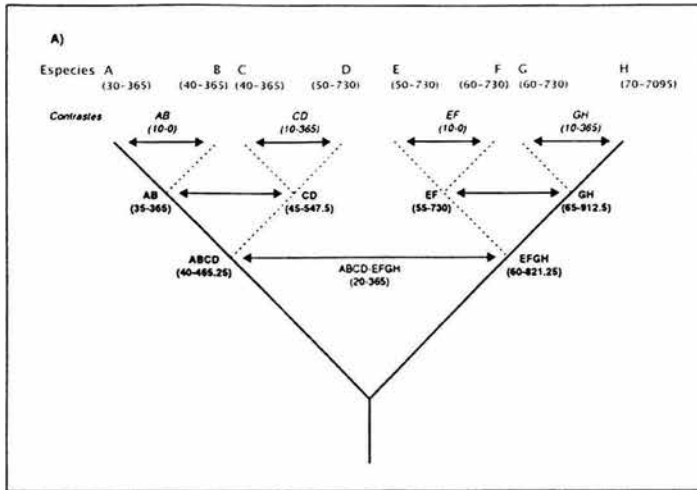 A)
Especies A B C D E F G H
(30-365) (40-365) (40-365) (50-730) (50-730) (60-730) (60-730) (70-7095)
Contrastes AB CD EF GH
(10-0) (10-365) (10-0) (10-365)
AB CD EF GH
(35-365) (45-547.5) (55-730) (65-912.5)
ABCD ABCD-EFGH EFGH
(40-465.25) (20-365) (60-821.25)